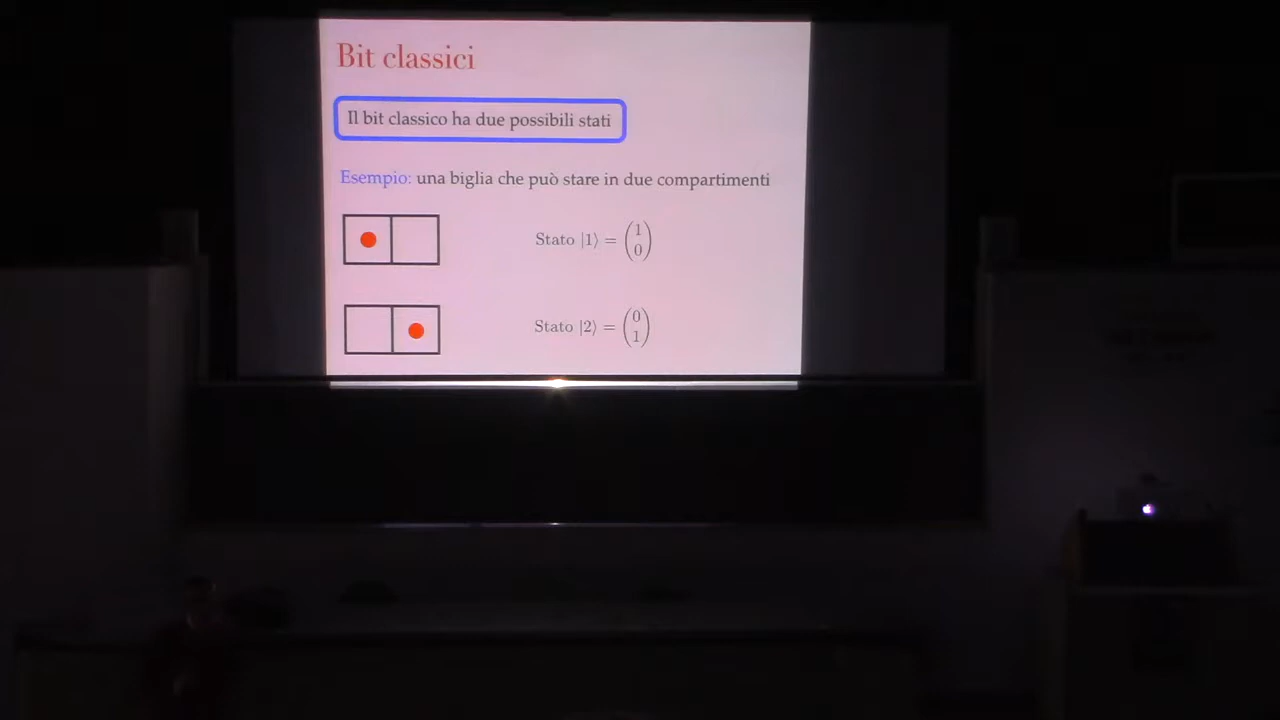 Bit classici
Il bit classico ha due possibili stati
Esempio: una biglia che può stare in due compartimenti
Stato |1⟩ = (1 0)
Stato |2⟩ = (0 1)